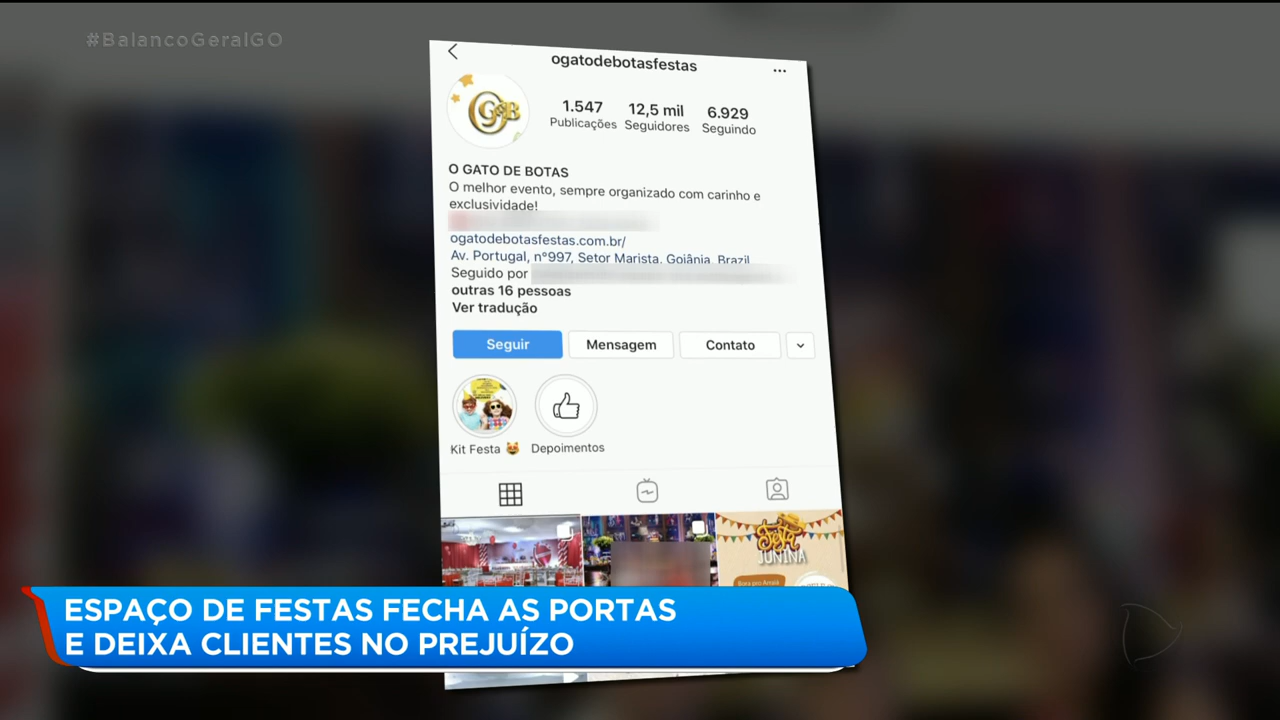 #BalancoGeralGO
ogatodebotasfestas
...
G&B
1.547 12,5 mil 6.929
Publicações Seguidores Seguindo
O GATO DE BOTAS
O melhor evento, sempre organizado com carinho e
exclusividade!
ogatodebotasfestas.com.br/
Av. Portugal, nº997, Setor Marista, Goiânia, Brazil
Seguido por
outras 16 pessoas
Ver tradução
Seguir Mensagem Contato
Kit Festa 😸 Depoimentos
Festa
JUNINA
Bora pro Arraiá
ESPAÇO DE FESTAS FECHA AS PORTAS
E DEIXA CLIENTES NO PREJUÍZO